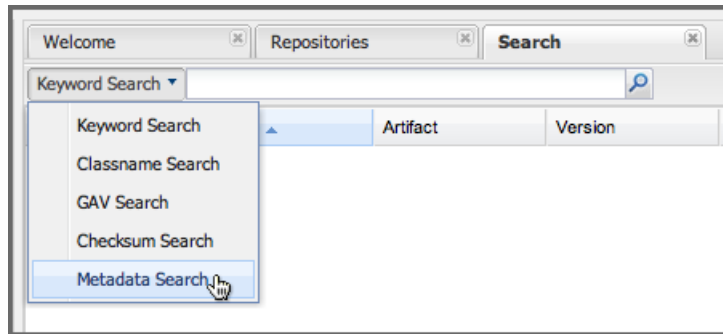 Welcome Repositories Search
Keyword Search
Artifact Version
Keyword Search
Classname Search
GAV Search
Checksum Search
Metadata Search